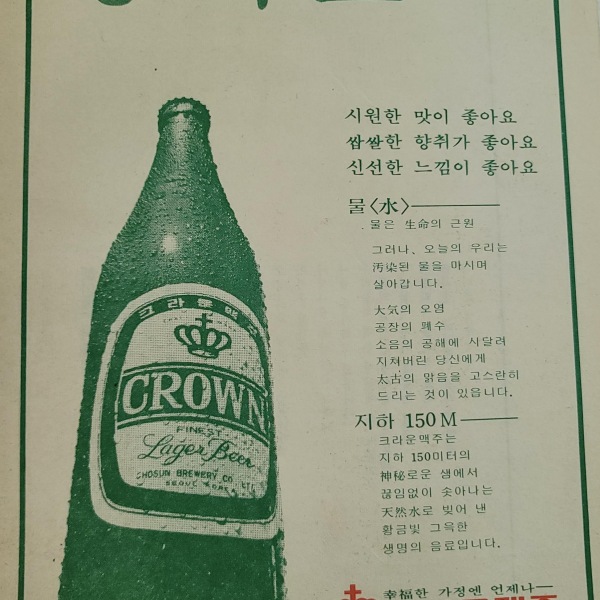 시원한 맛이 좋아요
쌉쌀한 향취가 좋아요
신선한 느낌이 좋아요
물〈水〉
물은 生命의 근원
그러나, 오늘의 우리는
汚染된 물을 마시며
살아갑니다.
大気의 오염
공장의 폐수
소음의 공해에 시달려
지쳐버린 당신에게
太古의 맑음을 고스란히
드리는 것이 있읍니다.
지하 150M
크라운맥주는
지하 150미터의
神秘로운 샘에서
끊임없이 솟아나는
天然水로 빚어 낸
황금빛 그윽한
생명의 음료입니다.
幸福한 가정엔 언제나
크라운맥주
CROWN
FINEST
Lager Beer
CHOSUN BREWERY CO. LTD.
SEOUL KOREA